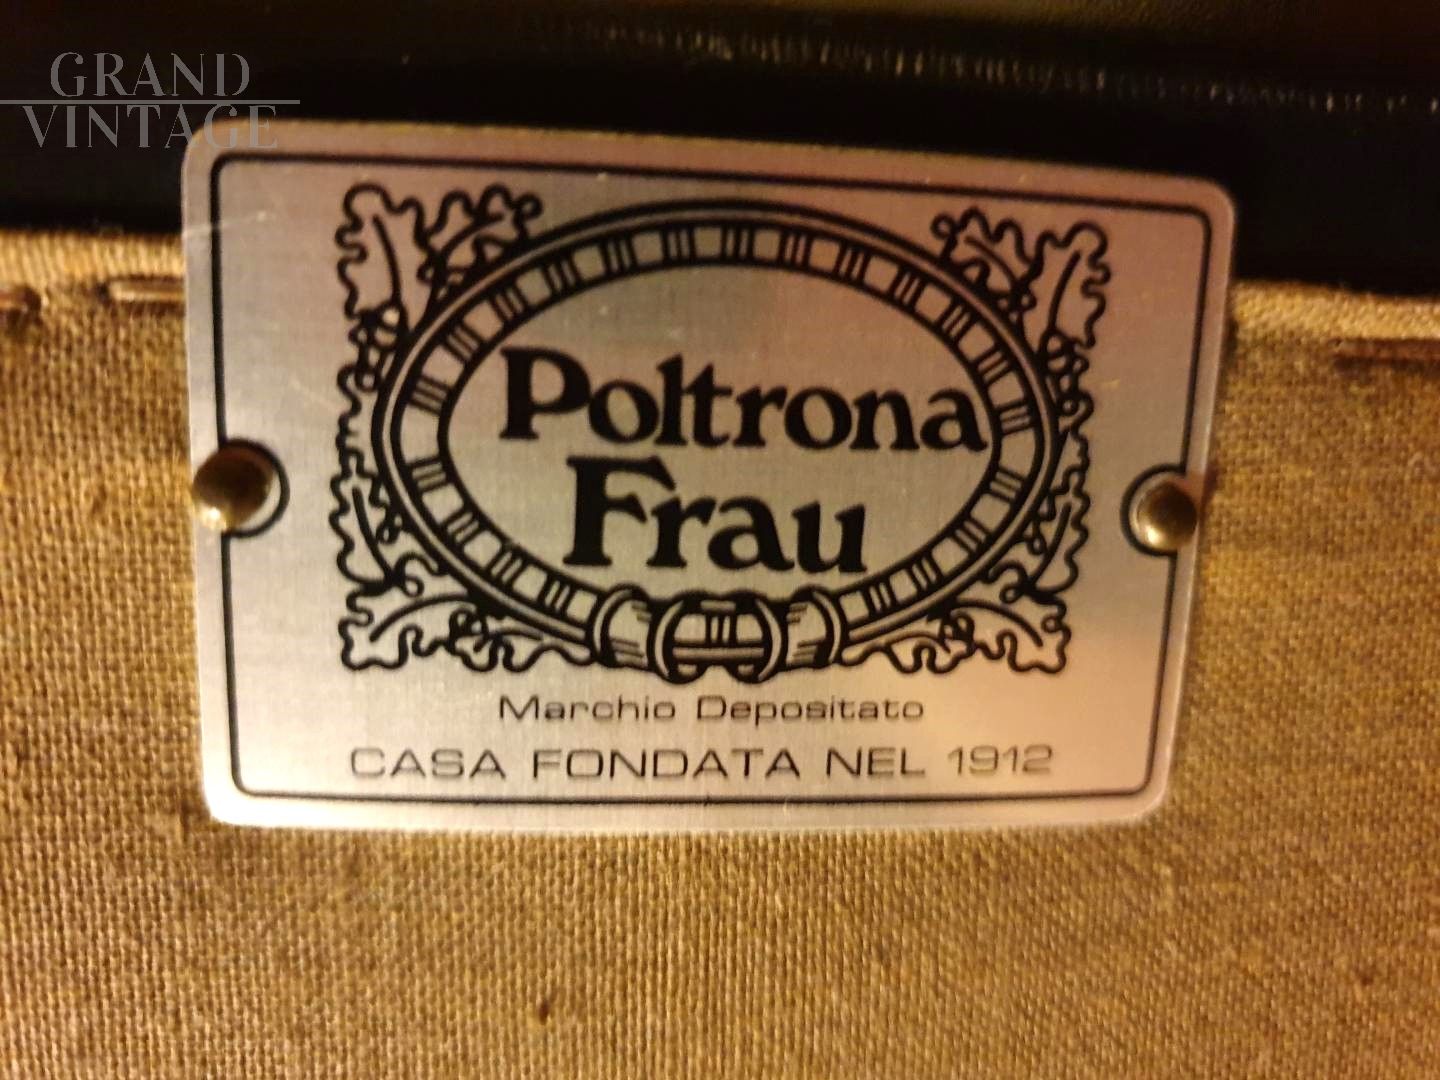 GRAND
VINTAGE
Poltrona
Frau
Marchio Depositato
CASA FONDATA NEL 1912